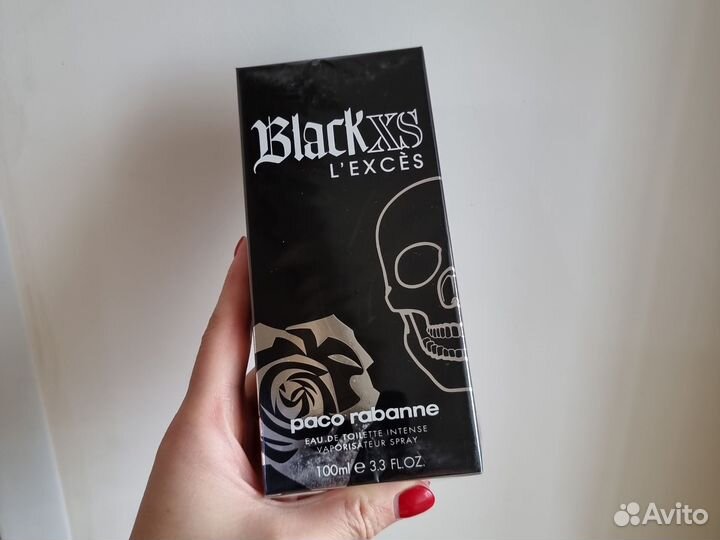 BlackXS
L'EXCÈS
paco rabanne
EAU DE TOILETTE INTENSE
VAPORISATEUR SPRAY
100ml e 3.3 FL.OZ.
Avito